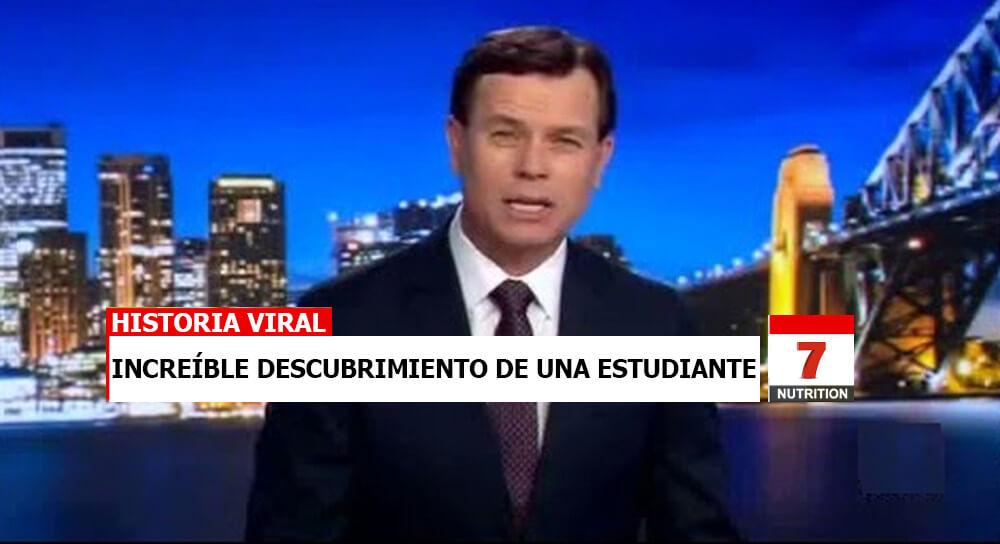 HISTORIA VIRAL
INCREÍBLE DESCUBRIMIENTO DE UNA ESTUDIANTE
7
NUTRITION